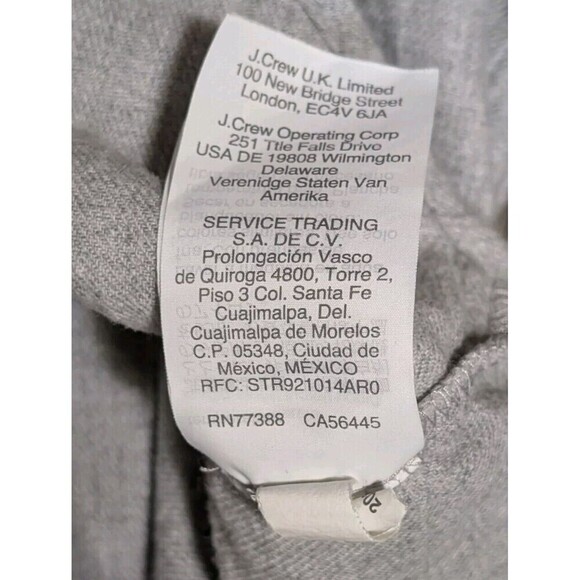 J.Crew U.K. Limited
100 New Bridge Street
London, EC4V 6JA
J.Crew Operating Corp
251 Ttle Falls Drivo
USA DE 19808 Wilmington
Delaware
Verenidge Staten Van
Amerika
SERVICE TRADING
S.A. DE C.V.
Prolongación Vasco
de Quiroga 4800, Torre 2,
Piso 3 Col. Santa Fe
Cuajimalpa, Del.
Cuajimalpa de Morelos
C.P. 05348, Ciudad de
México, MÉXICO
RFC: STR921014AR0
RN77388 CA56445
20